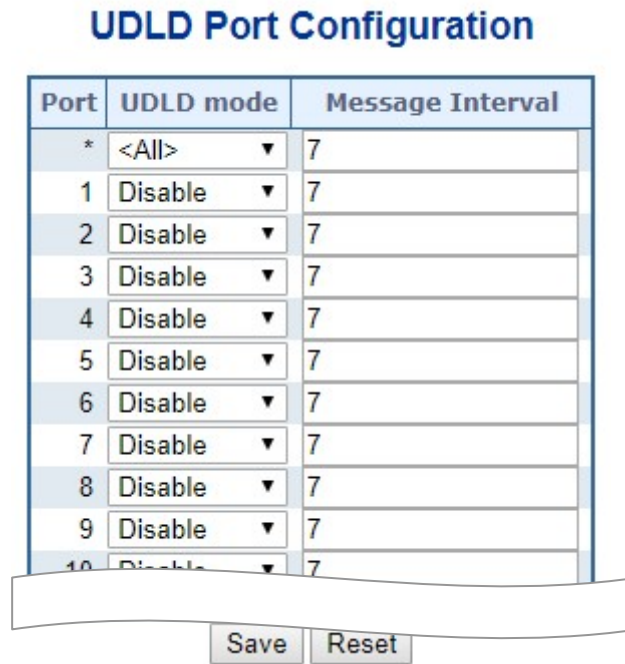 UDLD Port Configuration
Port UDLD mode Message Interval
* <All> 7
1 Disable 7
2 Disable 7
3 Disable 7
4 Disable 7
5 Disable 7
6 Disable 7
7 Disable 7
8 Disable 7
9 Disable 7
10 Disable 7
Save Reset